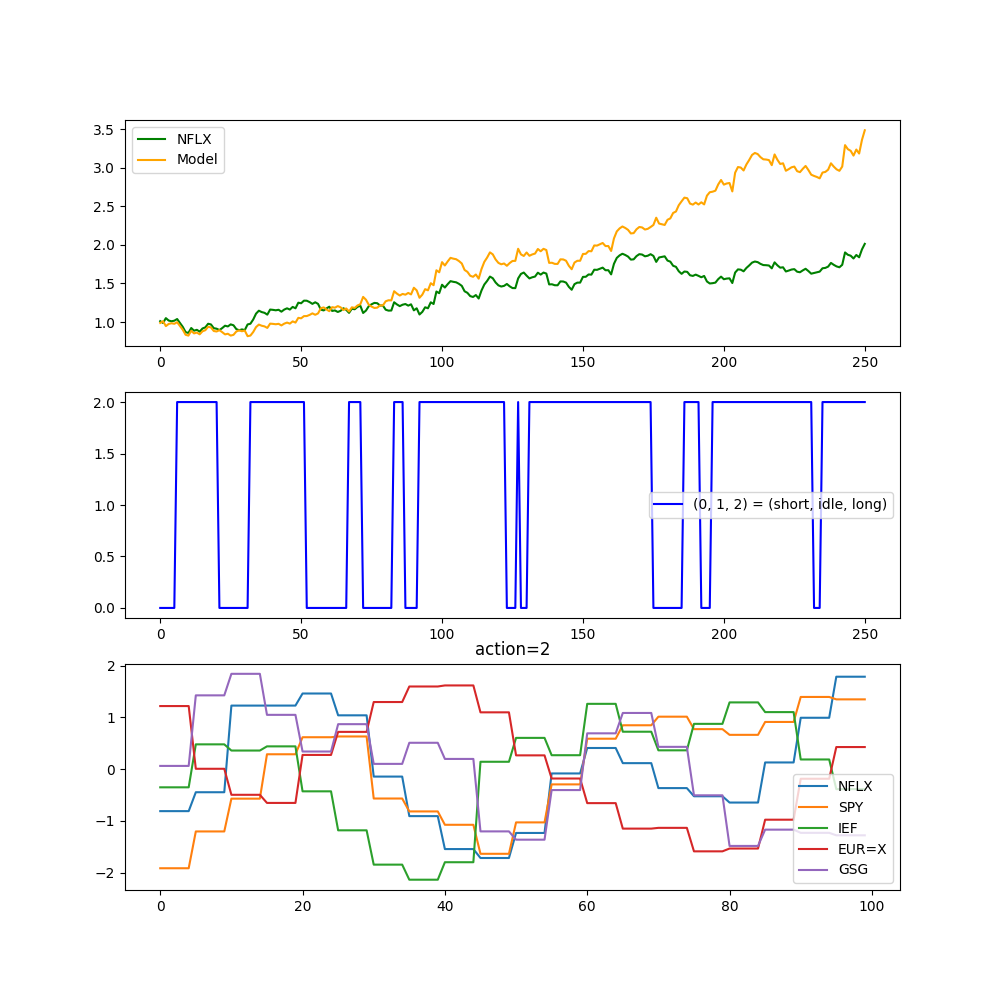 3.5
3.0
2.5
2.0
1.5
1.0
NFLX
Model
0 50 100 150 200 250
2.0
1.5
1.0
0.5
0.0
(0, 1, 2) = (short, idle, long)
0 50 100 150 200 250
action=2
2
1
0
−1
−2
NFLX
SPY
IEF
EUR=X
GSG
0 20 40 60 80 100